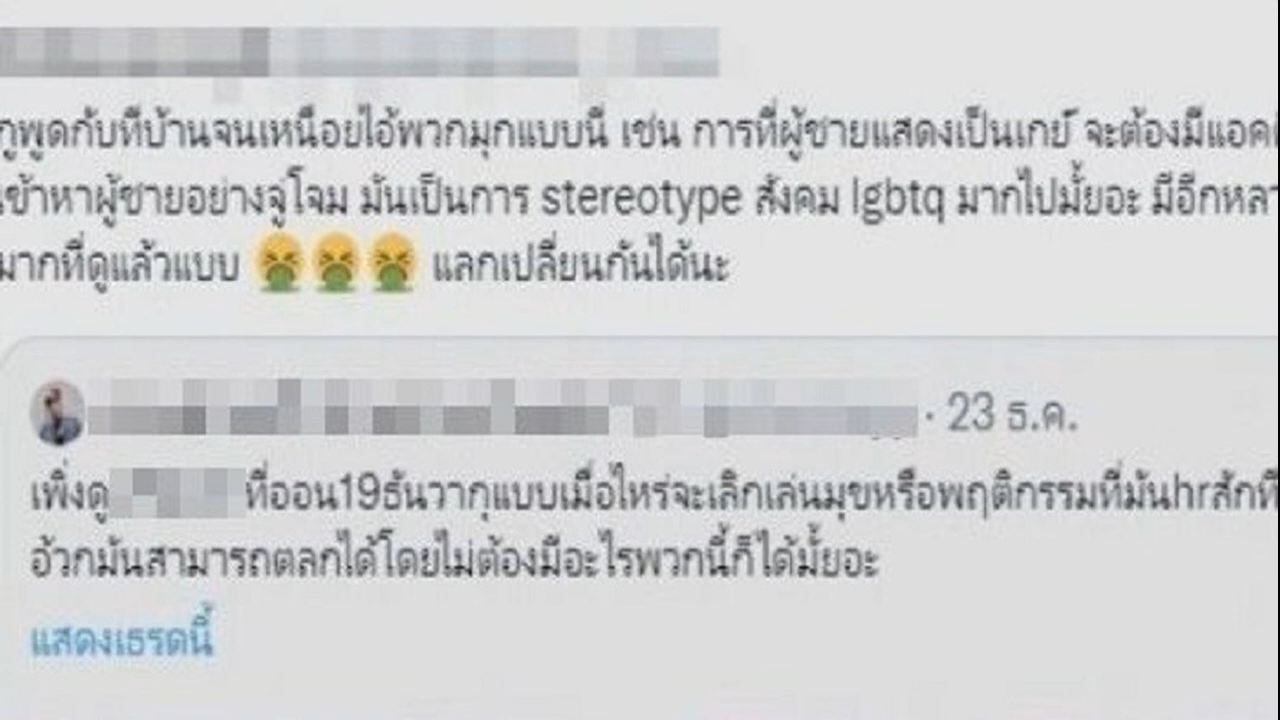 กูพูดกับที่บ้านจนเหนื่อยไอ้พวกมุกแบบนี้ เช่น การที่ผู้ชายแสดงเป็นเกย์ จะต้องมีแอค
เข้าหาผู้ชายอย่างจู่โจม มันเป็นการ stereotype สังคม lgbtq มากไปมั้ยอะ มีอีกหลา
มากที่ดูแล้วแบบ 🤮🤮🤮 แลกเปลี่ยนกันได้นะ
· 23 ธ.ค.
เพิ่งดู ที่ออน19ธันวากุแบบเมื่อไหร่จะเลิกเล่นมุขหรือพฤติกรรมที่มันhrสักที
อ้วกมันสามารถตลกได้โดยไม่ต้องมีอะไรพวกนี้ก็ได้มั้ยอะ
แสดงเธรดนี้